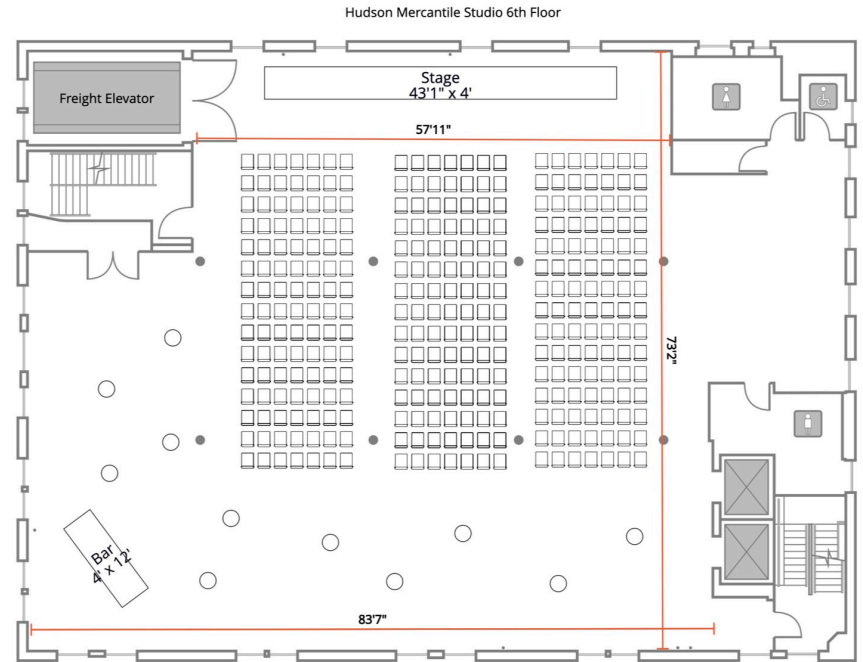 Hudson Mercantile Studio 6th Floor
Freight Elevator
Stage
43'1" x 4'
57'11"
73'2"
Bar
4' x 12'
83'7"